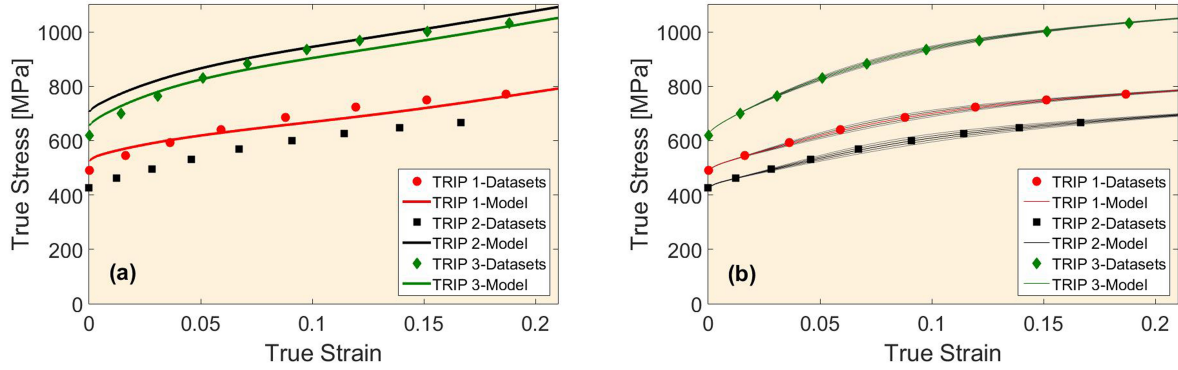 1000
800
600
400
200
0
True Stress [MPa]
(a)
TRIP 1-Datasets
TRIP 1-Model
TRIP 2-Datasets
TRIP 2-Model
TRIP 3-Datasets
TRIP 3-Model
0 0.05 0.1 0.15 0.2
True Strain
1000
800
600
400
200
0
True Stress [MPa]
(b)
TRIP 1-Datasets
TRIP 1-Model
TRIP 2-Datasets
TRIP 2-Model
TRIP 3-Datasets
TRIP 3-Model
0 0.05 0.1 0.15 0.2
True Strain